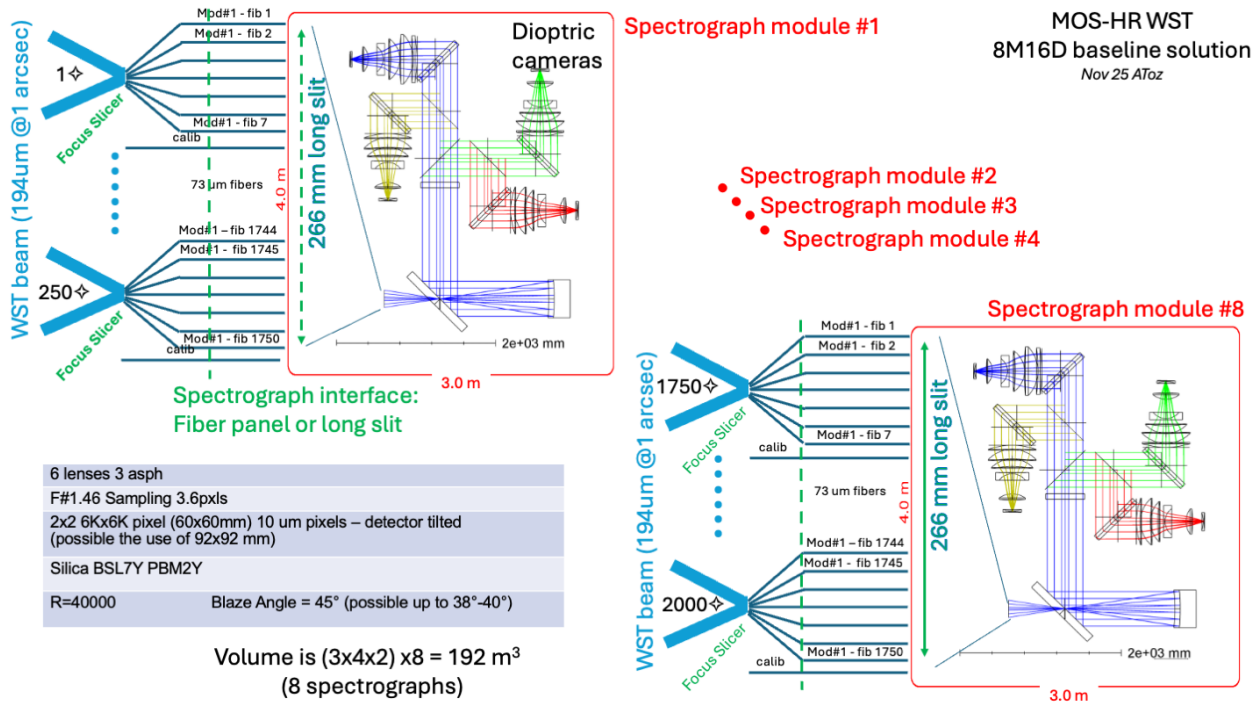 MOS-HR WST
8M16D baseline solution
Nov 25 AToz
Spectrograph module #1
Mod#1 - fib 1
Mod#1 - fib 2
1
Mod#1 - fib 7
calib
Focus Slicer
WST beam (194um @1 arcsec)
73 um fibers
4.0 m
266 mm long slit
Dioptric
cameras
Mod#1 – fib 1744
Mod#1 - fib 1745
250
Mod#1 - fib 1750
calib
Focus Slicer
2e+03 mm
3.0 m
Spectrograph interface:
Fiber panel or long slit
Spectrograph module #2
Spectrograph module #3
Spectrograph module #4
6 lenses 3 asph
F#1.46 Sampling 3.6pxls
2x2 6Kx6K pixel (60x60mm) 10 um pixels – detector tilted
(possible the use of 92x92 mm)
Silica BSL7Y PBM2Y
R=40000 Blaze Angle = 45° (possible up to 38°-40°)
Volume is (3x4x2) x8 = 192 m³
(8 spectrographs)
Spectrograph module #8
Mod#1 - fib 1
Mod#1 - fib 2
1750
Mod#1 - fib 7
calib
Focus Slicer
WST beam (194um @1 arcsec)
73 um fibers
4.0 m
266 mm long slit
Mod#1 – fib 1744
Mod#1 - fib 1745
2000
Mod#1 - fib 1750
calib
Focus Slicer
2e+03 mm
3.0 m